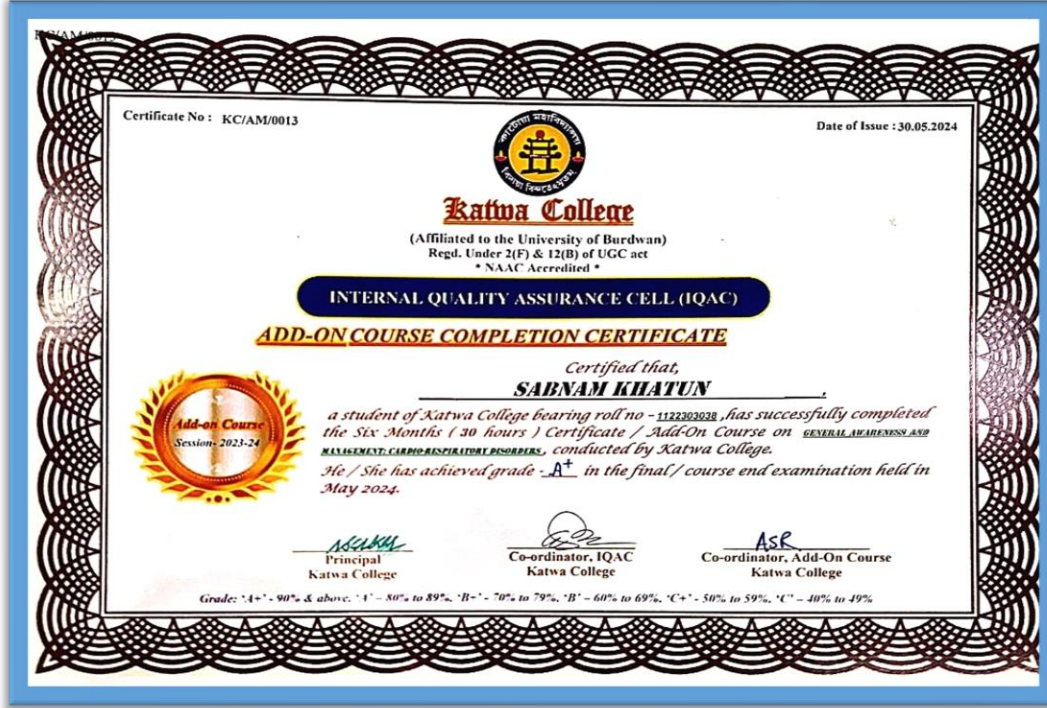 KC/AM/0013
Certificate No : KC/AM/0013
Date of Issue : 30.05.2024
কাটোয়া মহাবিদ্যালয়
Katwa College
(Affiliated to the University of Burdwan)
Regd. Under 2(F) & 12(B) of UGC act
* NAAC Accredited *
INTERNAL QUALITY ASSURANCE CELL (IQAC)
ADD-ON COURSE COMPLETION CERTIFICATE
Certified that,
SABNAM KHATUN .
a student of Katwa College bearing roll no - 1122303038 , has successfully completed
the Six Months ( 30 hours ) Certificate / Add-On Course on GENERAL AWARENESS AND
MANAGEMENT: CARDIO-RESPIRATORY DISORDERS , conducted by Katwa College.
He / She has achieved grade - A+ in the final / course end examination held in
May 2024.
Add-on Course
Session- 2023-24
Principal
Katwa College
Co-ordinator, IQAC
Katwa College
ASR
Co-ordinator, Add-On Course
Katwa College
Grade: 'A+' - 90% & above, 'A' – 80% to 89%, 'B+' - 70% to 79%, 'B' – 60% to 69%, 'C+' - 50% to 59%, 'C' – 40% to 49%